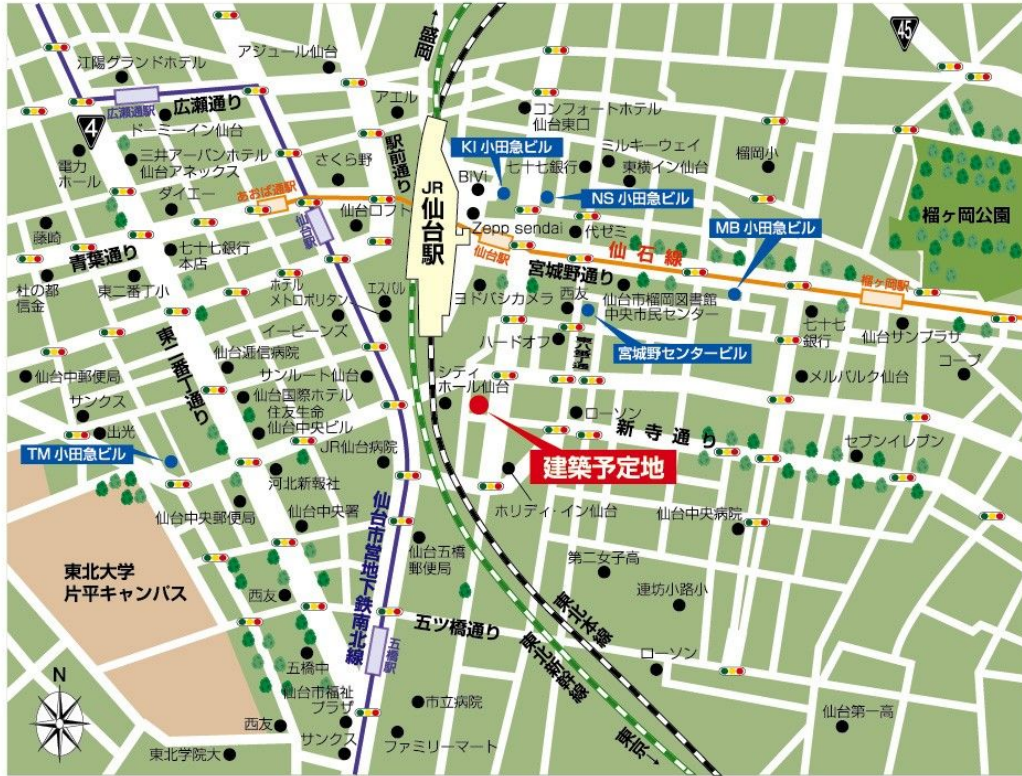 盛岡
45
アジュール仙台
江陽グランドホテル
アエル
広瀬通り
広瀬通駅
4
ドーミーイン仙台
コンフォートホテル
仙台東口
駅前通り
KI 小田急ビル
電力
ホール
三井アーバンホテル
仙台アネックス
さくら野
七十七銀行
ミルキーウェイ
東横イン仙台
榴岡小
BiVi
ダイエー
あおば通駅
仙台ロフト
JR仙台駅
NS 小田急ビル
榴ヶ岡公園
仙台駅
Zepp sendai
代ゼミ
MB 小田急ビル
藤崎
仙台駅
仙石線
青葉通り
七十七銀行
本店
宮城野通り
榴ヶ岡駅
杜の都
信金
東二番丁小
ホテル
メトロポリタン
エスパル
ヨドバシカメラ
西友
仙台市榴岡図書館
中央市民センター
イービーンズ
七十七
銀行
仙台サンプラザ
ハードオフ
宮城野センタービル
東二番丁通り
仙台逓信病院
コープ
仙台中郵便局
サンルート仙台
シティ
ホール仙台
メルパルク仙台
サンクス
仙台国際ホテル
住友生命
仙台中央ビル
ローソン
新寺通り
出光
セブンイレブン
TM 小田急ビル
JR仙台病院
建築予定地
河北新報社
仙台中央郵便局
仙台中央署
ホリディ・イン仙台
仙台中央病院
仙台市営地下鉄南北線
仙台五橋
郵便局
東北大学
片平キャンパス
第二女子高
連坊小路小
西友
東北本線
五ツ橋通り
五橋駅
東北新幹線
五橋中
ローソン
N
仙台市福祉
プラザ
市立病院
西友
仙台第一高
東北学院大
サンクス
ファミリーマート
東京